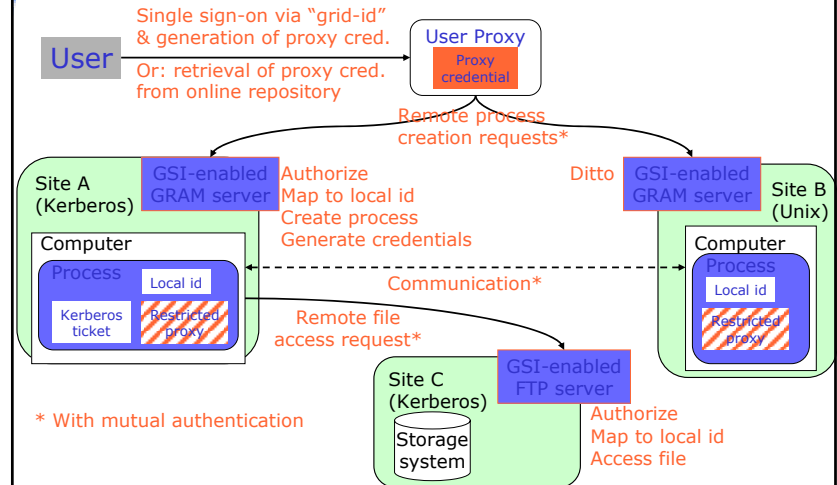 Single sign-on via “grid-id”
& generation of proxy cred.
User
Or: retrieval of proxy cred.
from online repository
User Proxy
Proxy
credential
Remote process
creation requests*
Site A
(Kerberos)
GSI-enabled
GRAM server
Authorize
Map to local id
Create process
Generate credentials
Ditto
GSI-enabled
GRAM server
Site B
(Unix)
Computer
Process
Local id
Kerberos
ticket
Restricted
proxy
Communication*
Computer
Process
Local id
Restricted
proxy
Remote file
access request*
Site C
(Kerberos)
GSI-enabled
FTP server
Storage
system
Authorize
Map to local id
Access file
* With mutual authentication